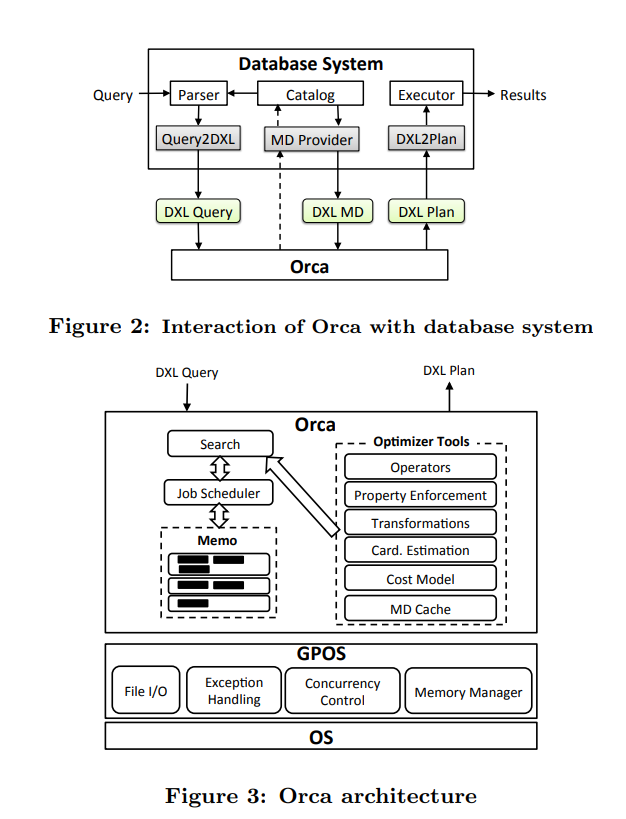 Database System
Query
Parser
Catalog
Executor
Results
Query2DXL
MD Provider
DXL2Plan
DXL Query
DXL MD
DXL Plan
Orca
Figure 2: Interaction of Orca with database system
DXL Query
DXL Plan
Orca
Search
Job Scheduler
Memo
Optimizer Tools
Operators
Property Enforcement
Transformations
Card. Estimation
Cost Model
MD Cache
GPOS
File I/O
Exception
Handling
Concurrency
Control
Memory Manager
OS
Figure 3: Orca architecture